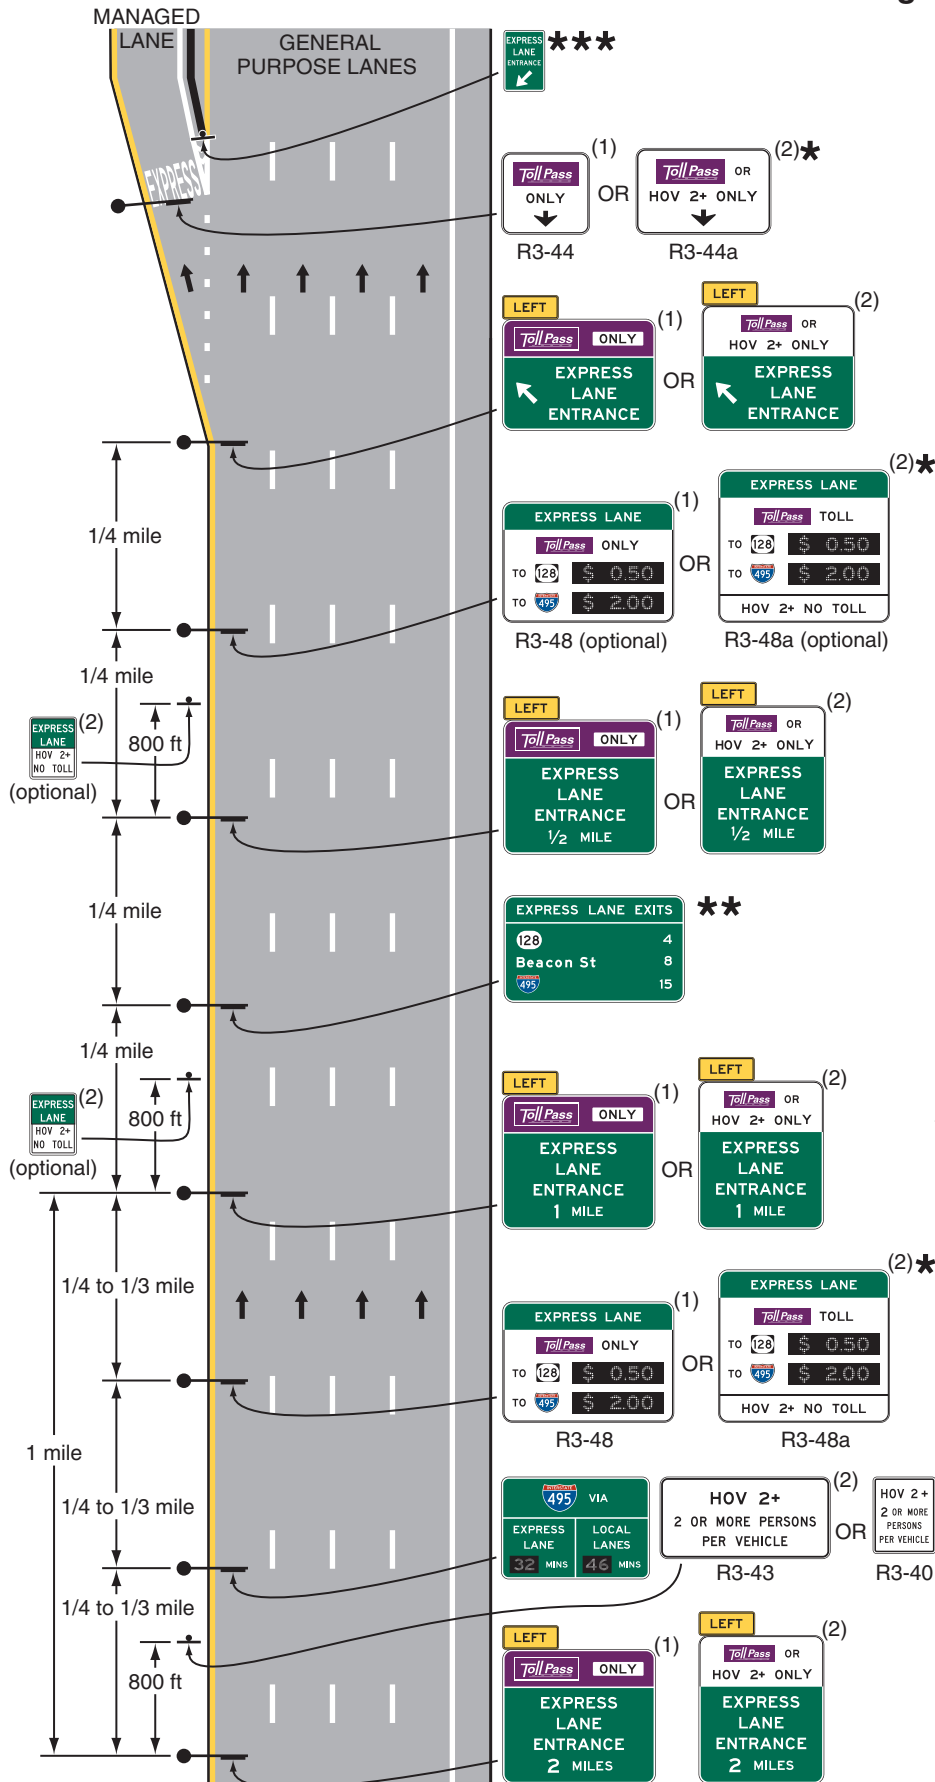 g
MANAGED
LANE
GENERAL
PURPOSE LANES
EXPRESS
LANE
ENTRANCE
***
EXPRESS
Toll Pass
ONLY
(1)
OR
Toll Pass OR
HOV 2+ ONLY
(2)*
R3-44
R3-44a
LEFT
Toll Pass ONLY
EXPRESS
LANE
ENTRANCE
(1)
OR
LEFT
Toll Pass OR
HOV 2+ ONLY
EXPRESS
LANE
ENTRANCE
(2)
1/4 mile
EXPRESS LANE
Toll Pass ONLY
TO 128 $ 0.50
TO 495 $ 2.00
(1)
OR
EXPRESS LANE
Toll Pass TOLL
TO 128 $ 0.50
TO 495 $ 2.00
HOV 2+ NO TOLL
(2)*
R3-48 (optional)
R3-48a (optional)
1/4 mile
EXPRESS
LANE
HOV 2+
NO TOLL
(2)
(optional)
800 ft
LEFT
Toll Pass ONLY
EXPRESS
LANE
ENTRANCE
1/2 MILE
(1)
OR
LEFT
Toll Pass OR
HOV 2+ ONLY
EXPRESS
LANE
ENTRANCE
1/2 MILE
(2)
1/4 mile
EXPRESS LANE EXITS
128 4
Beacon St 8
495 15
**
1/4 mile
EXPRESS
LANE
HOV 2+
NO TOLL
(2)
(optional)
800 ft
LEFT
Toll Pass ONLY
EXPRESS
LANE
ENTRANCE
1 MILE
(1)
OR
LEFT
Toll Pass OR
HOV 2+ ONLY
EXPRESS
LANE
ENTRANCE
1 MILE
(2)
1/4 to 1/3 mile
EXPRESS LANE
Toll Pass ONLY
TO 128 $ 0.50
TO 495 $ 2.00
(1)
OR
EXPRESS LANE
Toll Pass TOLL
TO 128 $ 0.50
TO 495 $ 2.00
HOV 2+ NO TOLL
(2)*
R3-48
R3-48a
1 mile
1/4 to 1/3 mile
495 VIA
EXPRESS
LANE
32 MINS
LOCAL
LANES
46 MINS
HOV 2+
2 OR MORE PERSONS
PER VEHICLE
(2)
OR
HOV 2+
2 OR MORE
PERSONS
PER VEHICLE
R3-43
R3-40
1/4 to 1/3 mile
800 ft
LEFT
Toll Pass ONLY
EXPRESS
LANE
ENTRANCE
2 MILES
(1)
LEFT
Toll Pass OR
HOV 2+ ONLY
EXPRESS
LANE
ENTRANCE
2 MILES
(2)